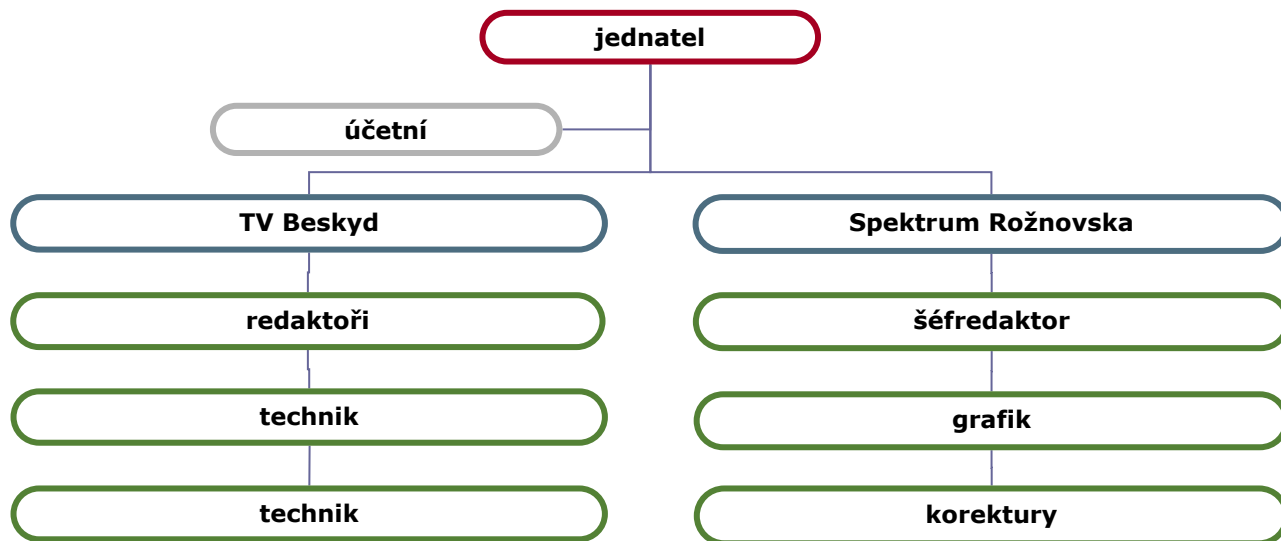 jednatel
účetní
TV Beskyd
Spektrum Rožnovska
redaktoři
šéfredaktor
technik
grafik
technik
korektury